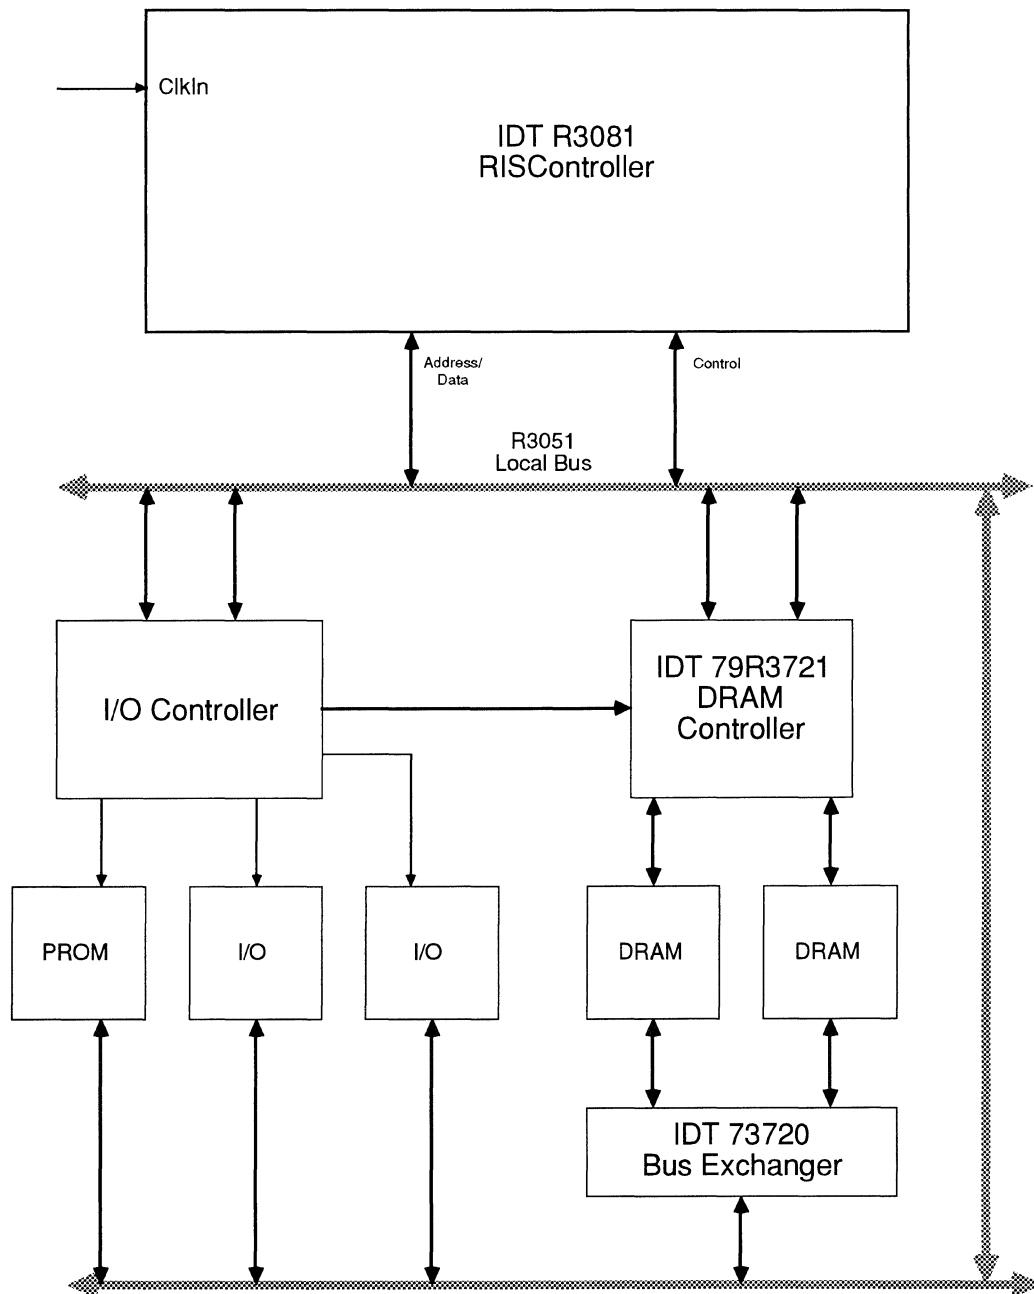 ClkIn
IDT R3081
RISController
Address/
Data
Control
R3051
Local Bus
I/O Controller
IDT 79R3721
DRAM
Controller
PROM
I/O
I/O
DRAM
DRAM
IDT 73720
Bus Exchanger